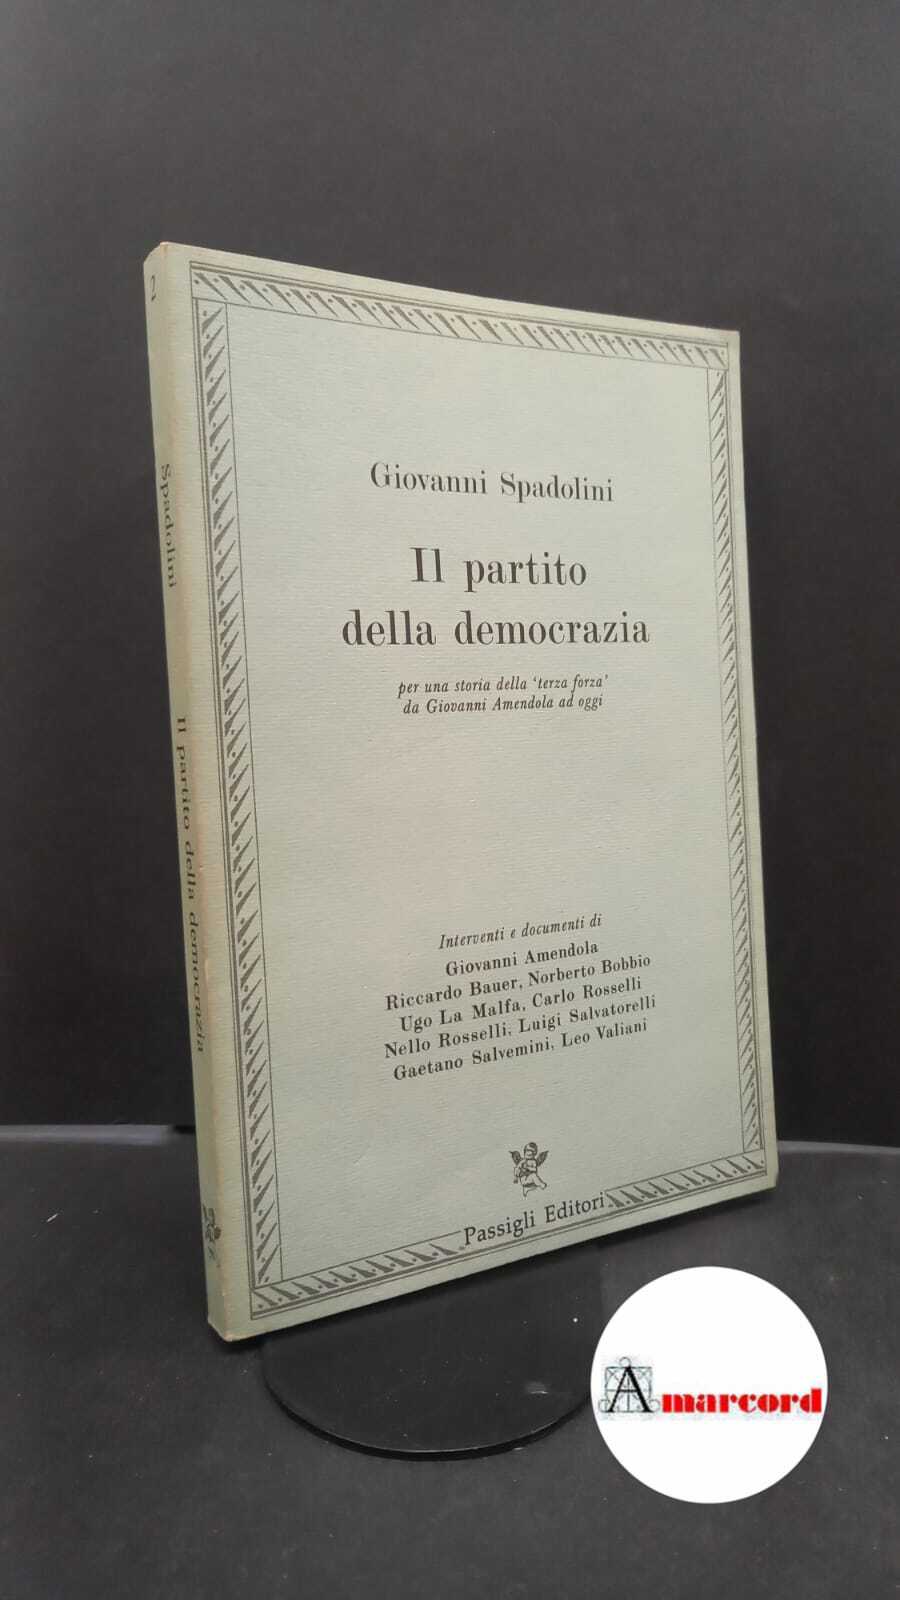 2
Spadolini
Il partito della democrazia
Giovanni Spadolini
Il partito
della democrazia
per una storia della ‘terza forza’
da Giovanni Amendola ad oggi
Interventi e documenti di
Giovanni Amendola
Riccardo Bauer, Norberto Bobbio
Ugo La Malfa, Carlo Rosselli
Nello Rosselli, Luigi Salvatorelli
Gaetano Salvemini, Leo Valiani
Passigli Editori
Amarcord